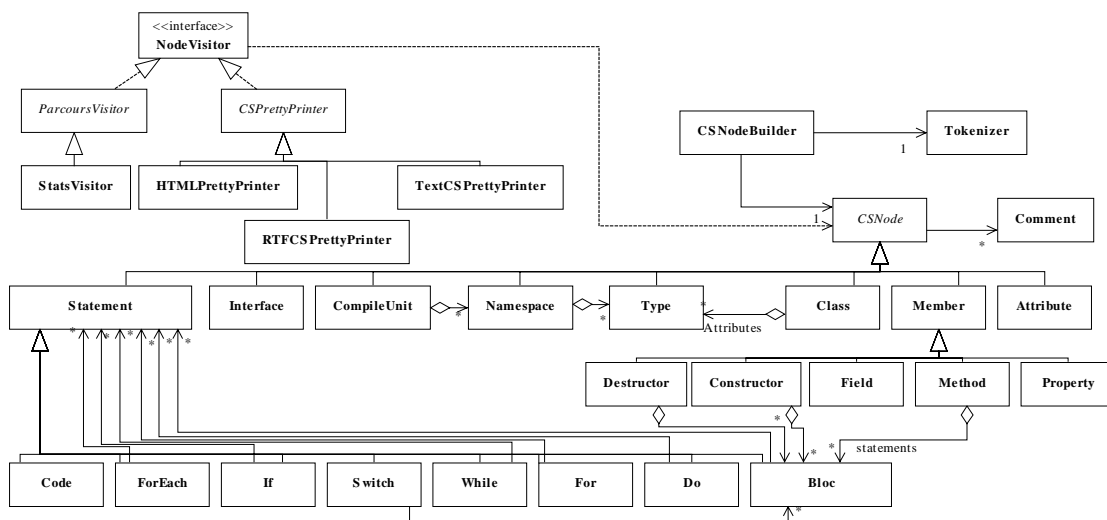 <<interface>>
NodeVisitor
ParcoursVisitor
CSPrettyPrinter
CSNodeBuilder
Tokenizer
1
StatsVisitor
HTMLPrettyPrinter
TextCSPrettyPrinter
RTFCSPrettyPrinter
1
CSNode
*
Comment
Statement
Interface
CompileUnit
*
Namespace
*
Type
*
Attributes
Class
Member
Attribute
* * * * * *
Destructor
Constructor
Field
Method
Property
*
*
* statements
Code
ForEach
If
Switch
While
For
Do
Bloc
*